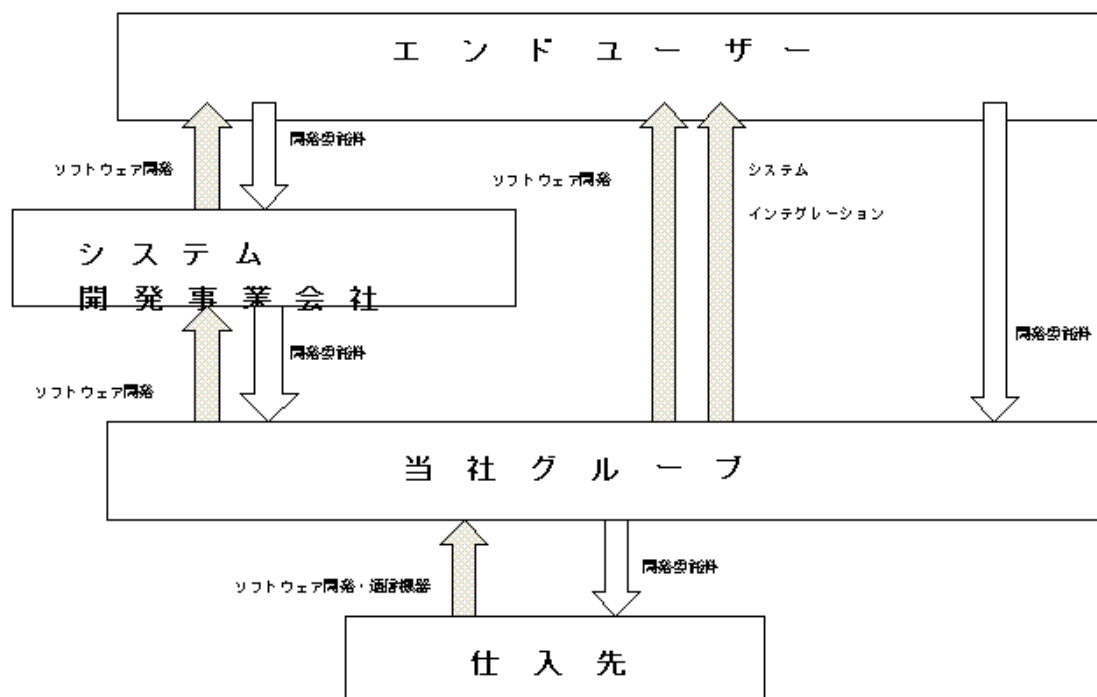 エンドユーザー
開発委託料
ソフトウェア開発
ソフトウェア開発
システム
インテグレーション
システム
開発事業会社
開発委託料
開発委託料
ソフトウェア開発
当社グループ
開発委託料
ソフトウェア開発・通信機器
仕入先